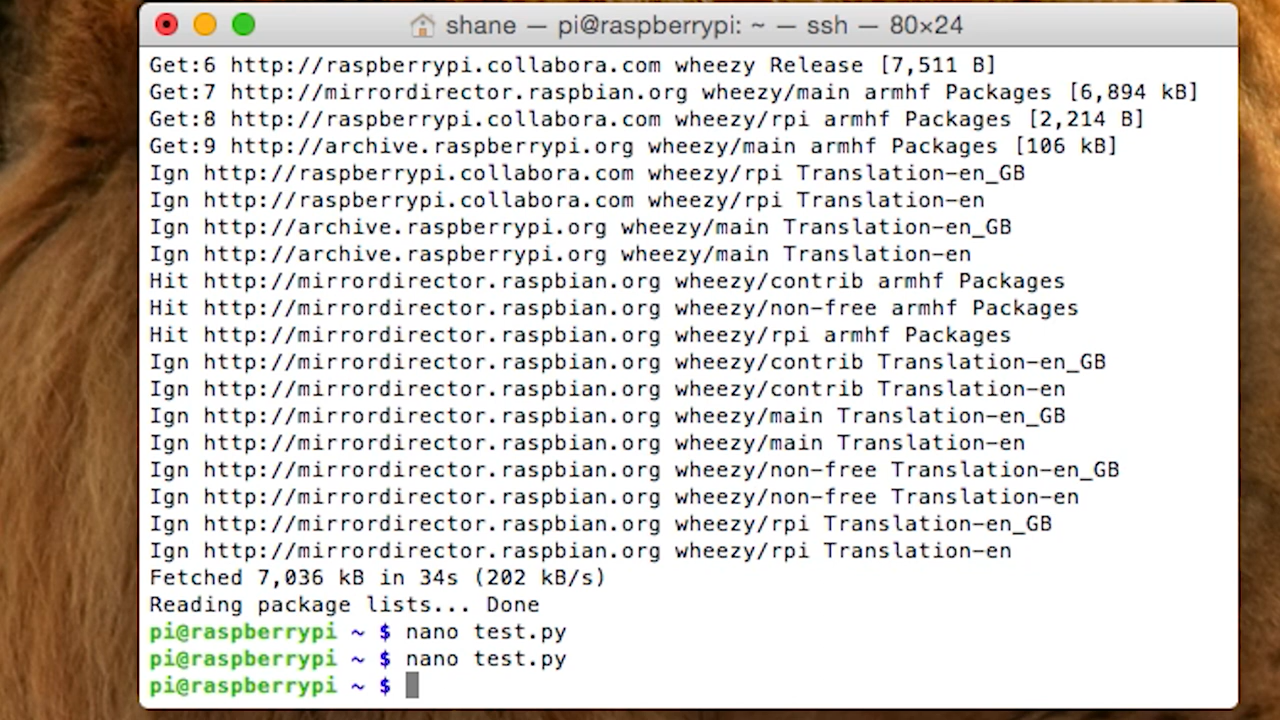 shane — pi@raspberrypi: ~ — ssh — 80×24
Get:6 http://raspberrypi.collabora.com wheezy Release [7,511 B]
Get:7 http://mirrordirector.raspbian.org wheezy/main armhf Packages [6,894 kB]
Get:8 http://raspberrypi.collabora.com wheezy/rpi armhf Packages [2,214 B]
Get:9 http://archive.raspberrypi.org wheezy/main armhf Packages [106 kB]
Ign http://raspberrypi.collabora.com wheezy/rpi Translation-en_GB
Ign http://raspberrypi.collabora.com wheezy/rpi Translation-en
Ign http://archive.raspberrypi.org wheezy/main Translation-en_GB
Ign http://archive.raspberrypi.org wheezy/main Translation-en
Hit http://mirrordirector.raspbian.org wheezy/contrib armhf Packages
Hit http://mirrordirector.raspbian.org wheezy/non-free armhf Packages
Hit http://mirrordirector.raspbian.org wheezy/rpi armhf Packages
Ign http://mirrordirector.raspbian.org wheezy/contrib Translation-en_GB
Ign http://mirrordirector.raspbian.org wheezy/contrib Translation-en
Ign http://mirrordirector.raspbian.org wheezy/main Translation-en_GB
Ign http://mirrordirector.raspbian.org wheezy/main Translation-en
Ign http://mirrordirector.raspbian.org wheezy/non-free Translation-en_GB
Ign http://mirrordirector.raspbian.org wheezy/non-free Translation-en
Ign http://mirrordirector.raspbian.org wheezy/rpi Translation-en_GB
Ign http://mirrordirector.raspbian.org wheezy/rpi Translation-en
Fetched 7,036 kB in 34s (202 kB/s)
Reading package lists... Done
pi@raspberrypi ~ $ nano test.py
pi@raspberrypi ~ $ nano test.py
pi@raspberrypi ~ $